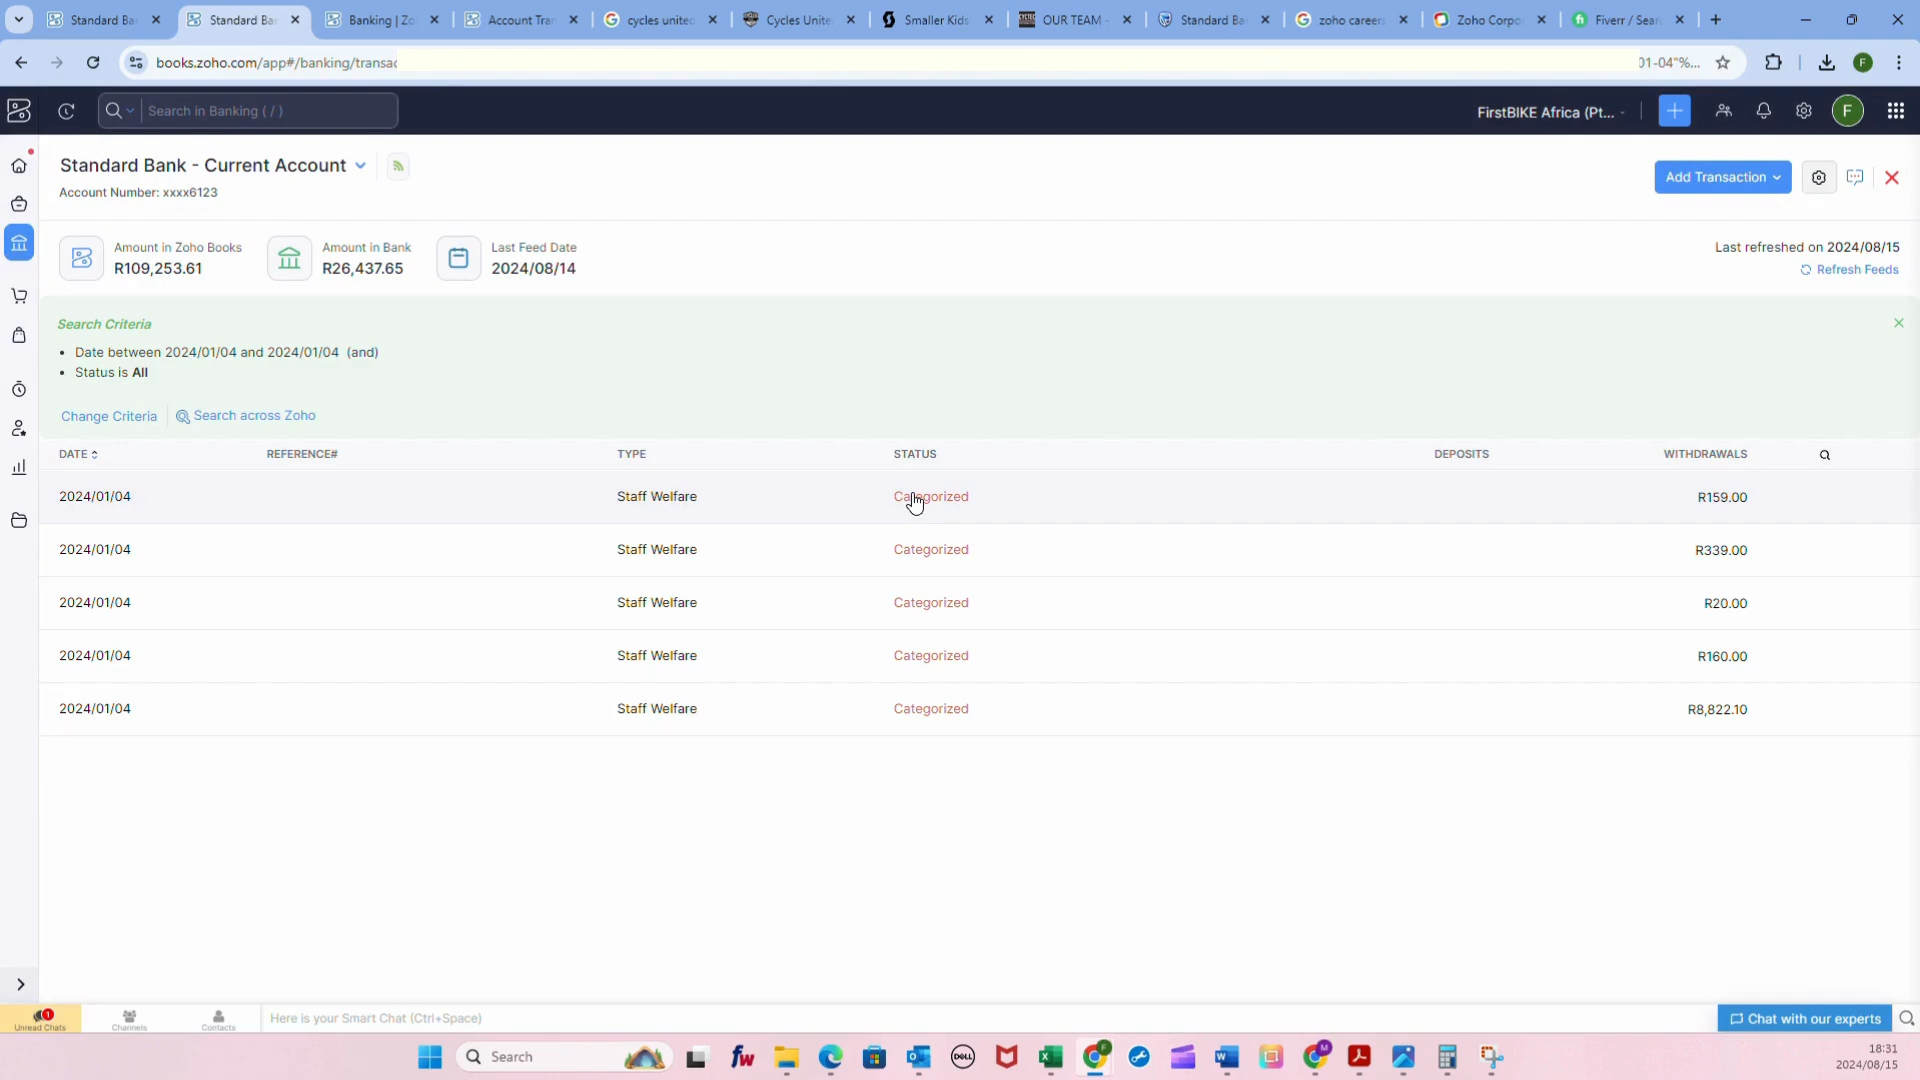 Standard Ba
Standard Ba
Banking | Zo
Account Tran
cycles unitec
Cycles Unite
Smaller Kids
OUR TEAM -
Standard Ba
zoho career
Zoho Corpo
Fiverr / Sear
books.zoho.com/app#/banking/transac
01-04"%...
F
Search in Banking ( / )
FirstBIKE Africa (Pt...
F
Standard Bank - Current Account
Account Number: xxxx6123
Add Transaction
Amount in Zoho Books
R109,253.61
Amount in Bank
R26,437.65
Last Feed Date
2024/08/14
Last refreshed on 2024/08/15
Refresh Feeds
Search Criteria
• Date between 2024/01/04 and 2024/01/04 (and)
• Status is All
Change Criteria
Search across Zoho
DATE REFERENCE# TYPE STATUS DEPOSITS WITHDRAWALS
2024/01/04 Staff Welfare Categorized R159.00
2024/01/04 Staff Welfare Categorized R339.00
2024/01/04 Staff Welfare Categorized R20.00
2024/01/04 Staff Welfare Categorized R160.00
2024/01/04 Staff Welfare Categorized R8,822.10
1
Unread Chats
Channels
Contacts
Here is your Smart Chat (Ctrl+Space)
Chat with our experts
Search
fw
DELL
F
M
18:31
2024/08/15